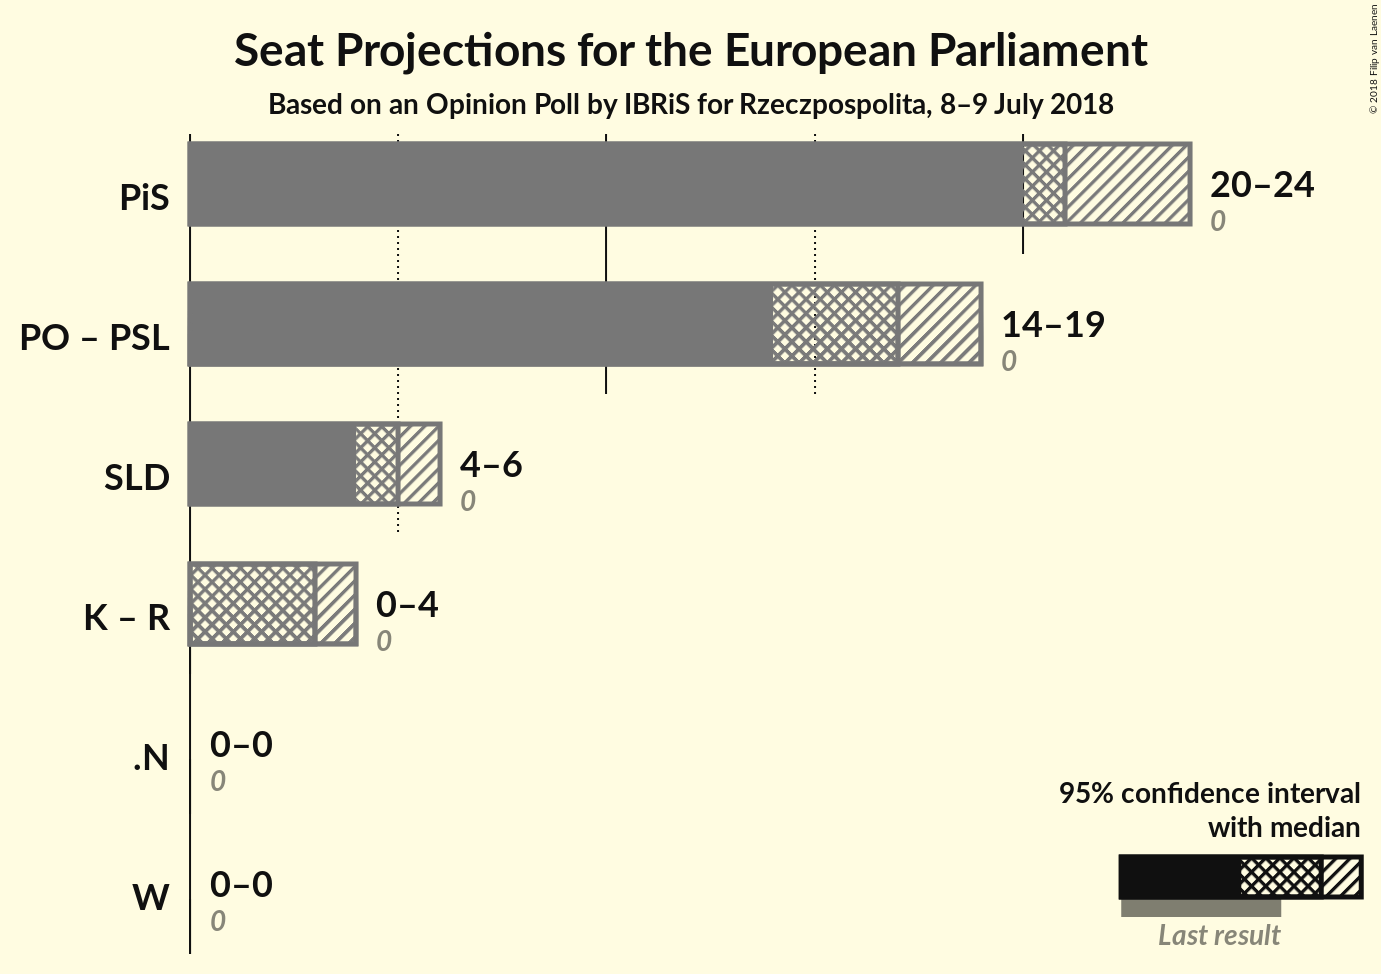 Seat Projections for the European Parliament
Based on an Opinion Poll by IBRiS for Rzeczpospolita, 8–9 July 2018
© 2018 Filip van Laenen
PiS
20–24
0
PO – PSL
14–19
0
SLD
4–6
0
K – R
0–4
0
.N
0–0
0
W
0–0
0
95% confidence interval
with median
Last result